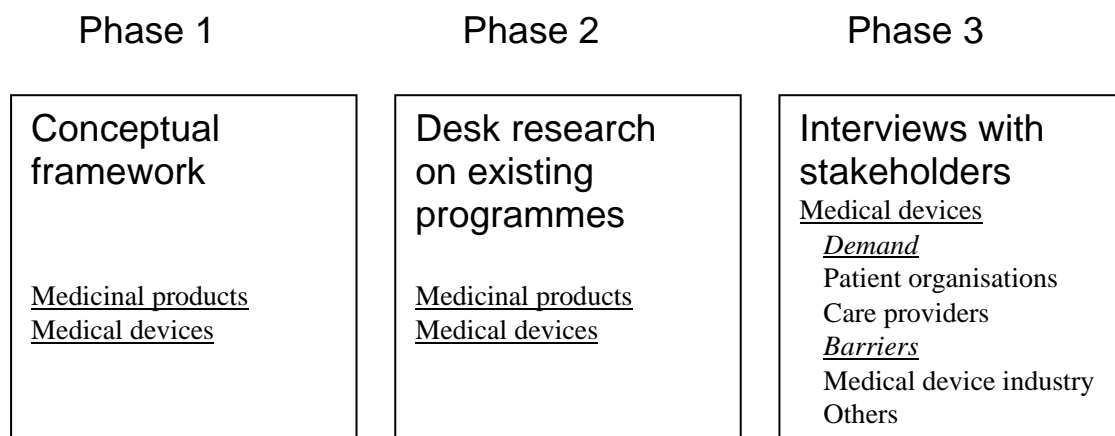 Phase 1
Phase 2
Phase 3
Conceptual
framework
Medicinal products
Medical devices
Desk research
on existing
programmes
Medicinal products
Medical devices
Interviews with
stakeholders
Medical devices
Demand
Patient organisations
Care providers
Barriers
Medical device industry
Others